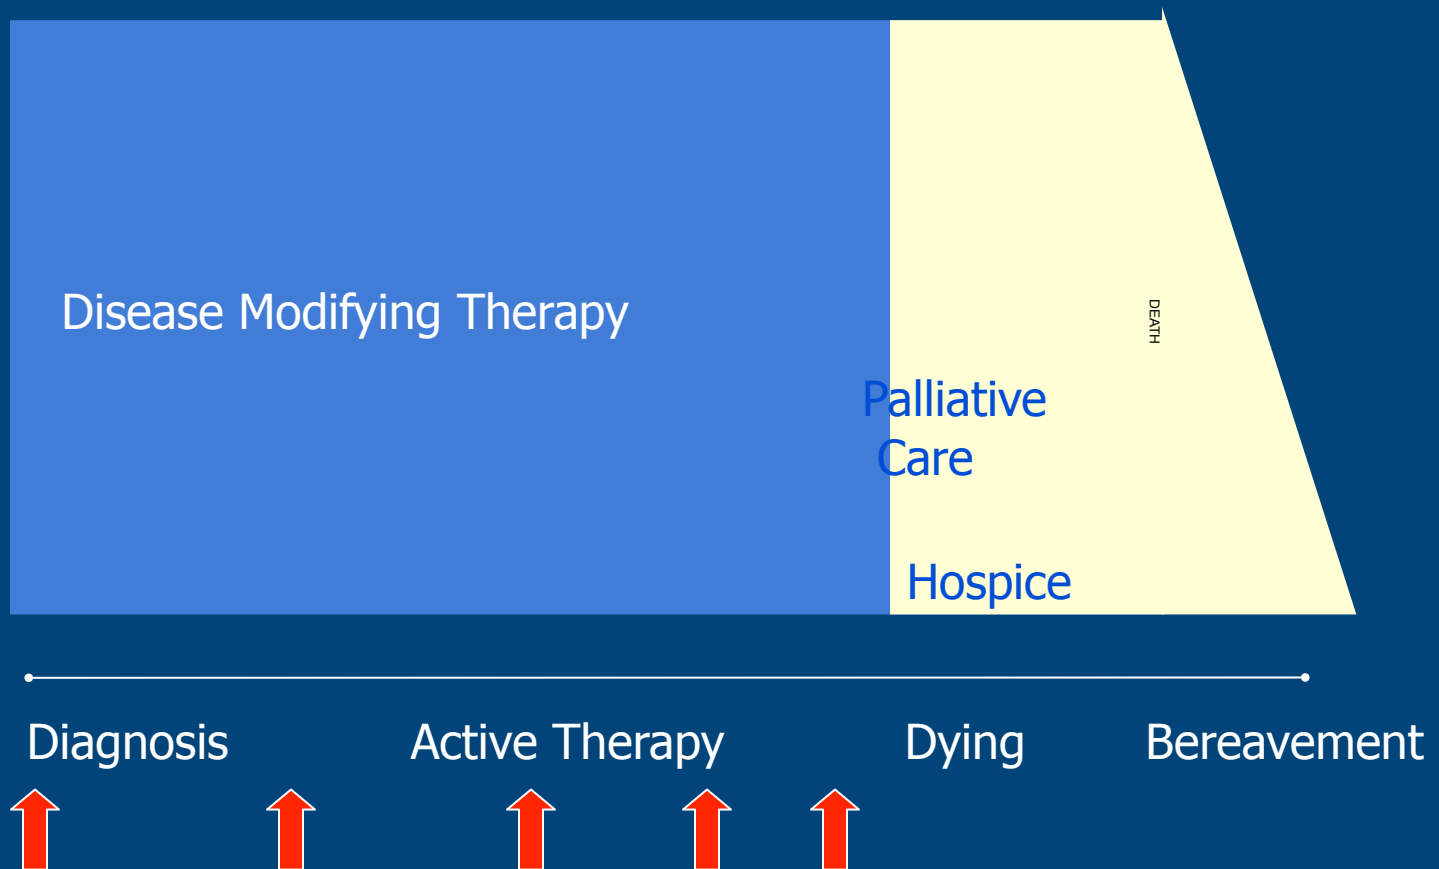 Disease Modifying Therapy
DEATH
Palliative
Care
Hospice
Diagnosis
Active Therapy
Dying
Bereavement